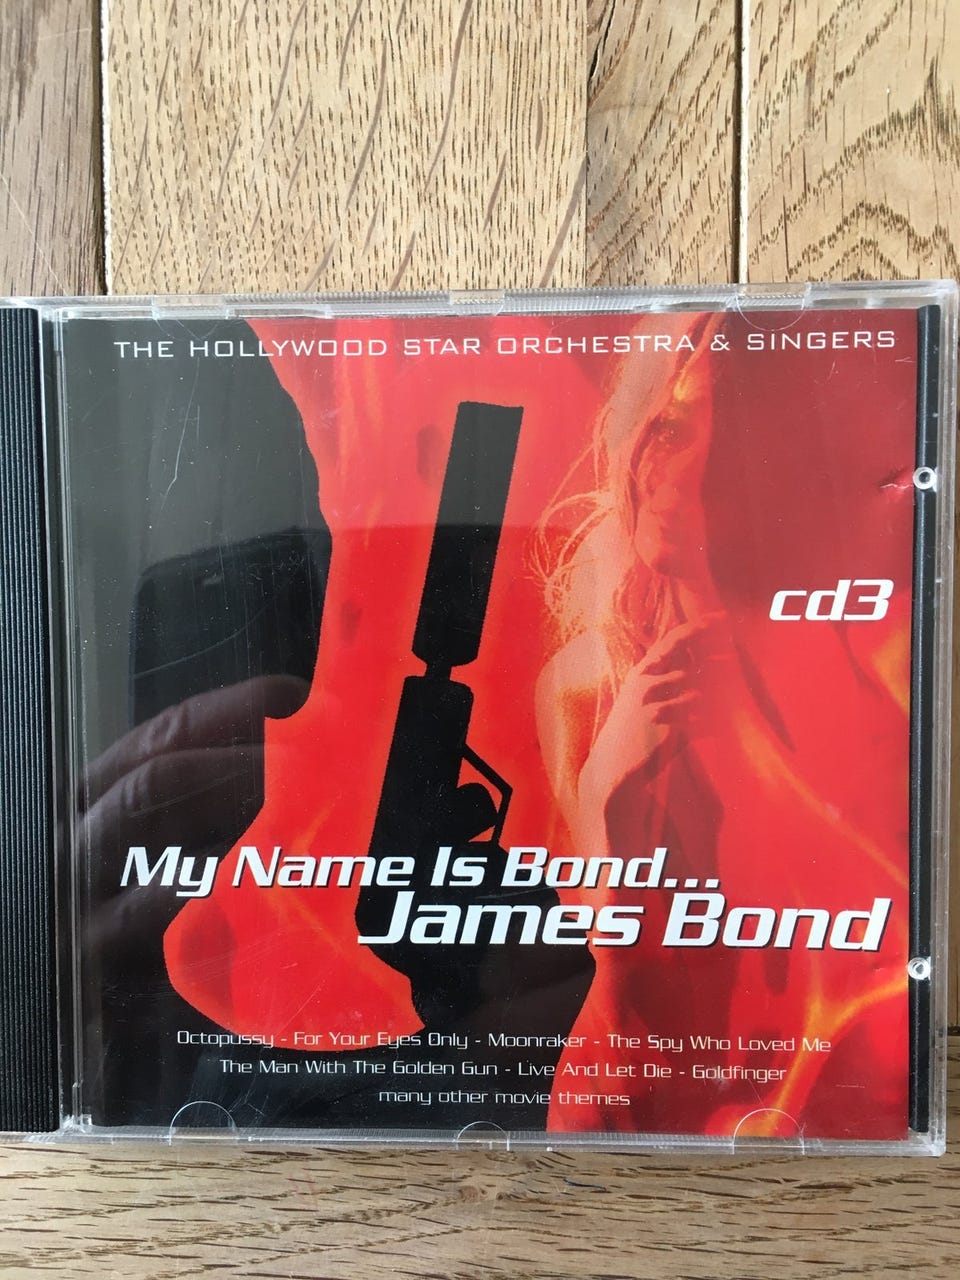 THE HOLLYWOOD STAR ORCHESTRA & SINGERS
cd3
My Name Is Bond...
James Bond
Octopussy - For Your Eyes Only - Moonraker - The Spy Who Loved Me
The Man With The Golden Gun - Live And Let Die - Goldfinger
many other movie themes